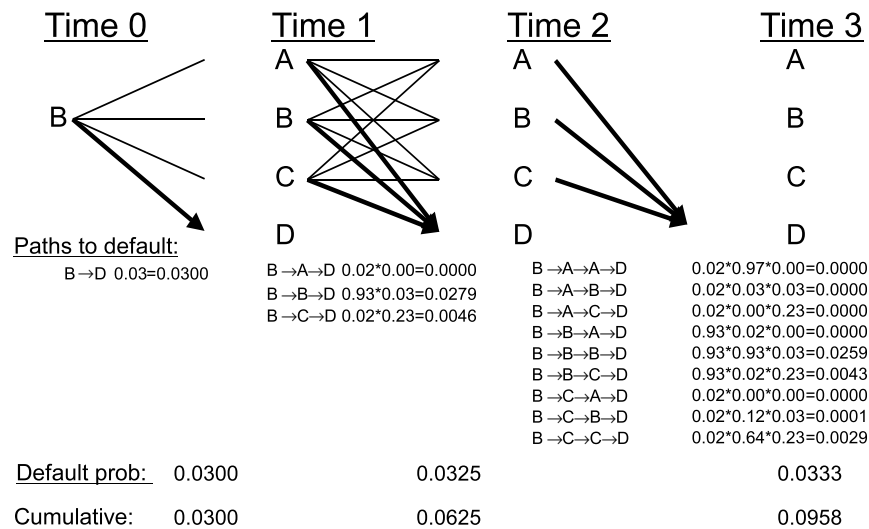 Time 0 Time 1 Time 2 Time 3
A A A
B B B B
C C C
D D D
Paths to default:
B→D 0.03=0.0300
B→A→D 0.02*0.00=0.0000
B→B→D 0.93*0.03=0.0279
B→C→D 0.02*0.23=0.0046
B→A→A→D 0.02*0.97*0.00=0.0000
B→A→B→D 0.02*0.03*0.03=0.0000
B→A→C→D 0.02*0.00*0.23=0.0000
B→B→A→D 0.93*0.02*0.00=0.0000
B→B→B→D 0.93*0.93*0.03=0.0259
B→B→C→D 0.93*0.02*0.23=0.0043
B→C→A→D 0.02*0.00*0.00=0.0000
B→C→B→D 0.02*0.12*0.03=0.0001
B→C→C→D 0.02*0.64*0.23=0.0029
Default prob: 0.0300 0.0325 0.0333
Cumulative: 0.0300 0.0625 0.0958